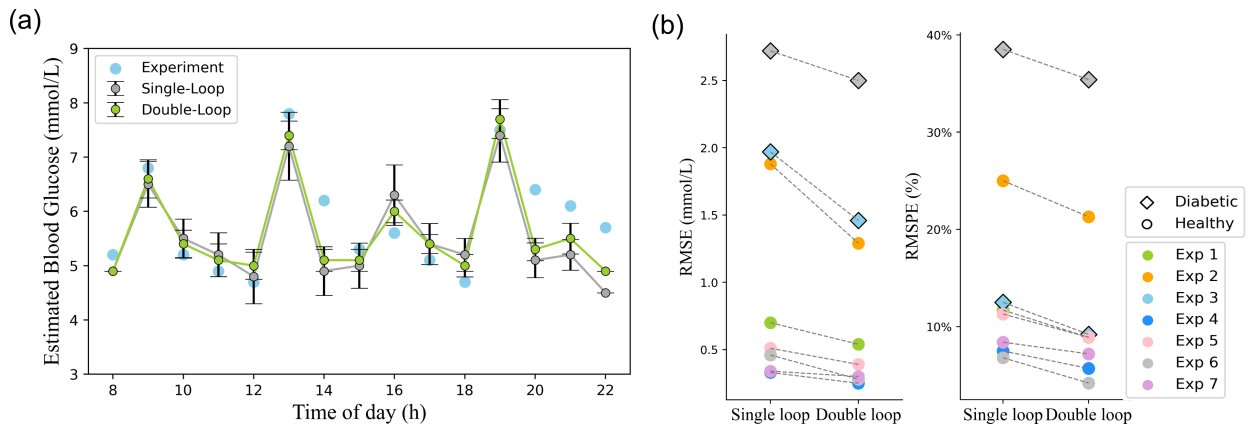 (a)
Estimated Blood Glucose (mmol/L)
9
8
7
6
5
4
3
Experiment
Single-Loop
Double-Loop
8
10
12
14
16
18
20
22
Time of day (h)
(b)
RMSE (mmol/L)
2.5
2.0
1.5
1.0
0.5
Single loop
Double loop
RMSPE (%)
40%
30%
20%
10%
Single loop
Double loop
Diabetic
Healthy
Exp 1
Exp 2
Exp 3
Exp 4
Exp 5
Exp 6
Exp 7